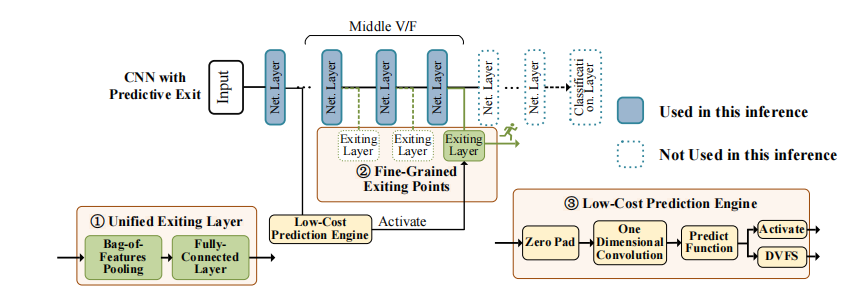 Middle V/F
CNN with
Predictive Exit
Input
Net. Layer
Net. Layer
Net. Layer
Net. Layer
Net. Layer
Net. Layer
Classificati
on. Layer
Used in this inference
Not Used in this inference
Exiting
Layer
Exiting
Layer
Exiting
Layer
② Fine-Grained
Exiting Points
① Unified Exiting Layer
Bag-of-
Features
Pooling
Fully-
Connected
Layer
Low-Cost
Prediction Engine
Activate
③ Low-Cost Prediction Engine
Zero Pad
One
Dimensional
Convolution
Predict
Function
Activate
DVFS